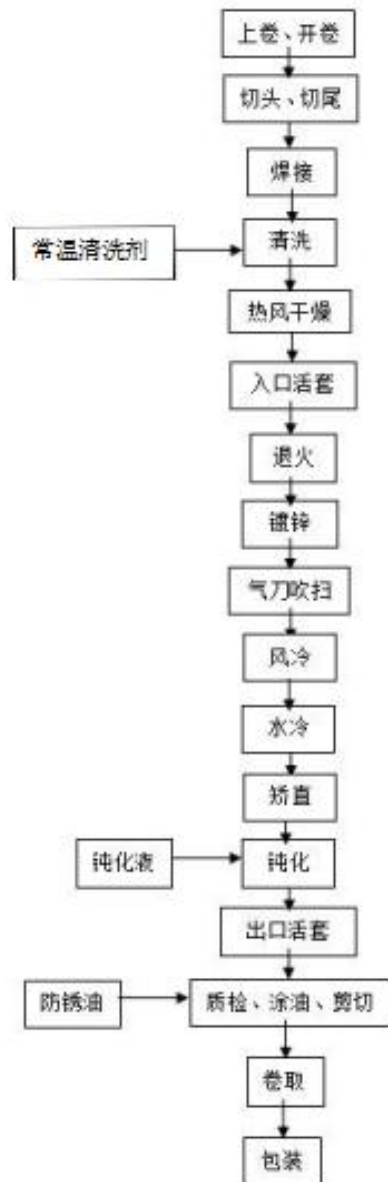 上卷、开卷
切头、切尾
焊接
常温清洗剂
清洗
热风干燥
入口活套
退火
镀锌
气刀吹扫
风冷
水冷
矫直
钝化液
钝化
出口活套
防锈油
质检、涂油、剪切
卷取
包装